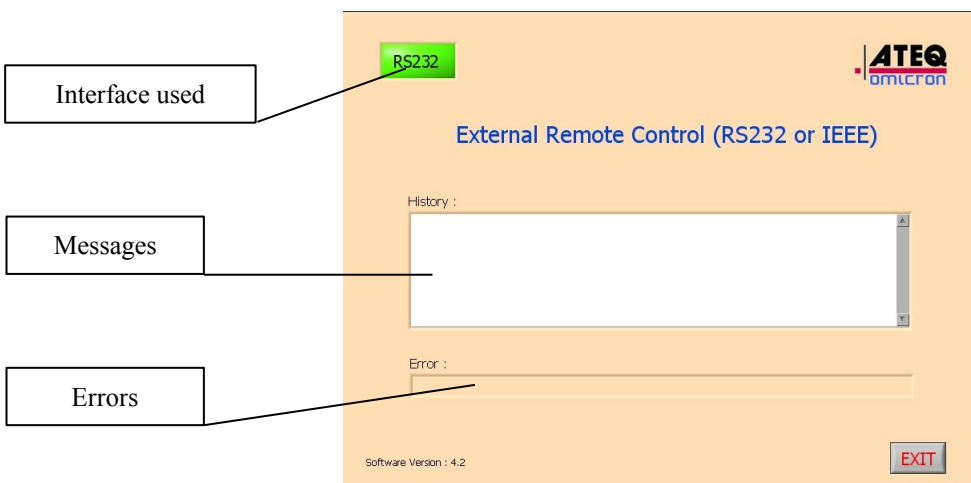 RS232
ATEQ
omicron
Interface used
External Remote Control (RS232 or IEEE)
History :
Messages
Error :
Errors
Software Version : 4.2
EXIT